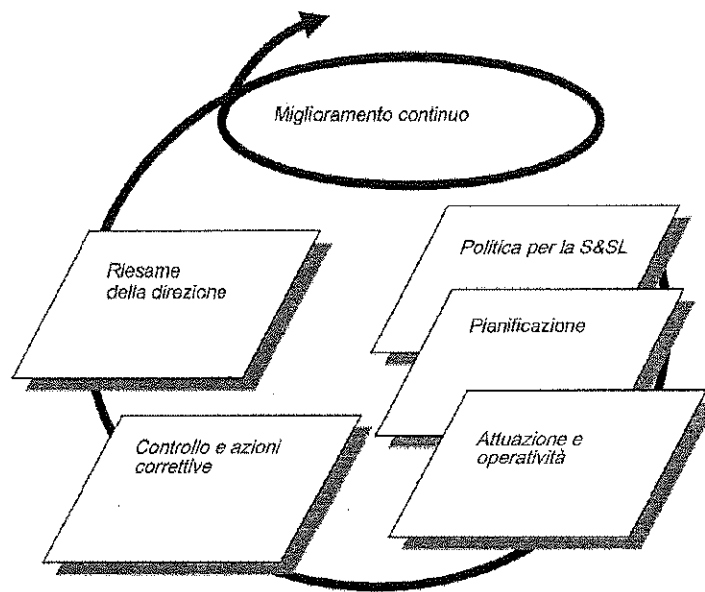 Miglioramento continuo
Politica per la S&SL
Pianificazione
Attuazione e
operatività
Controllo e azioni
correttive
Riesame
della direzione